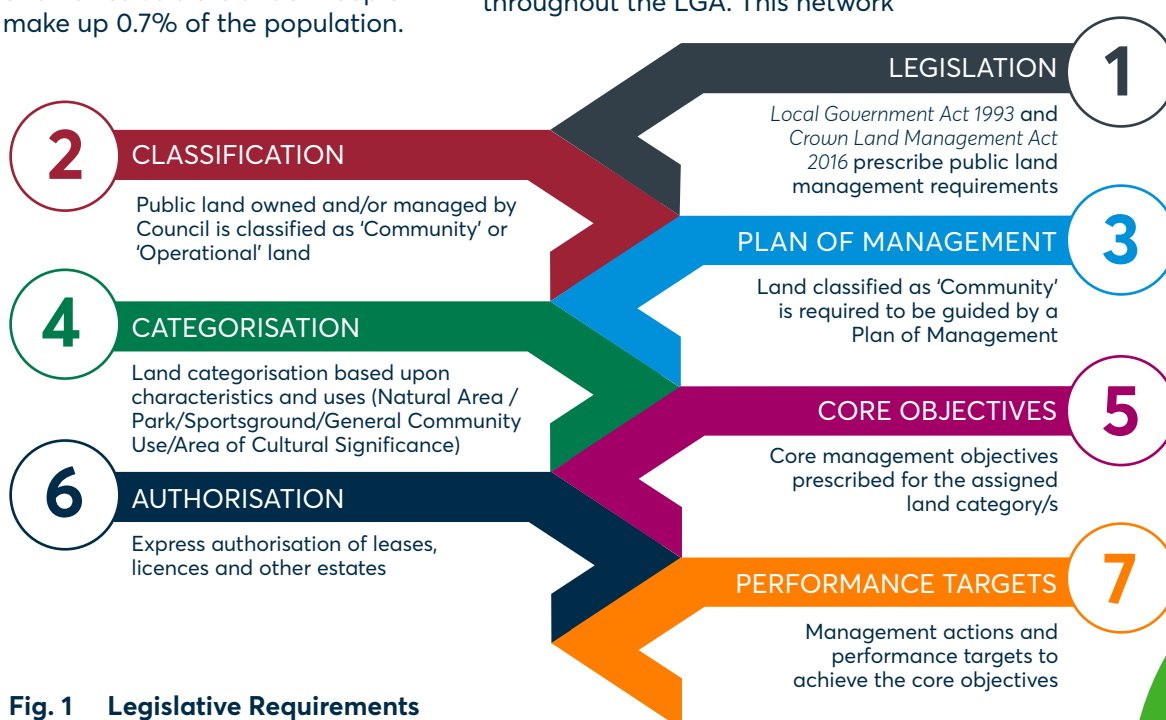 make up 0.7% of the population.
throughout the LGA. This network
LEGISLATION
1
Local Government Act 1993 and
Crown Land Management Act
2016 prescribe public land
management requirements
2
CLASSIFICATION
Public land owned and/or managed by
Council is classified as ‘Community’ or
‘Operational’ land
PLAN OF MANAGEMENT
3
Land classified as ‘Community’
is required to be guided by a
Plan of Management
4
CATEGORISATION
Land categorisation based upon
characteristics and uses (Natural Area /
Park/Sportsground/General Community
Use/Area of Cultural Significance)
CORE OBJECTIVES
5
Core management objectives
prescribed for the assigned
land category/s
6
AUTHORISATION
Express authorisation of leases,
licences and other estates
PERFORMANCE TARGETS
7
Management actions and
performance targets to
achieve the core objectives
Fig. 1 Legislative Requirements